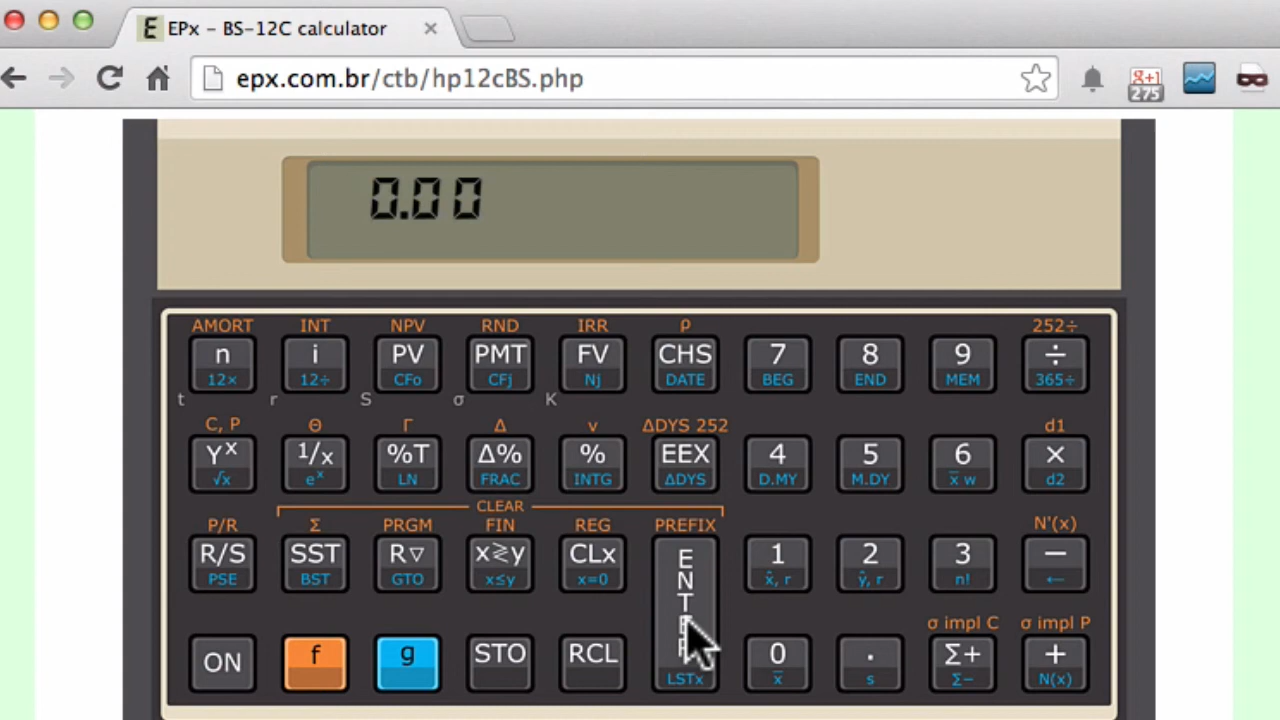 EPx - BS-12C calculator
epx.com.br/ctb/hp12cBS.php
g+1
275
0.00
AMORT INT NPV RND IRR ρ 252÷
n i PV PMT FV CHS 7 8 9 ÷
12× 12÷ CFo CFj Nj DATE BEG END MEM 365÷
t r S σ K
C, P Θ Γ Δ ν ΔDYS 252 d1
Yˣ 1/x %T Δ% % EEX 4 5 6 ×
√x eˣ LN FRAC INTG ΔDYS D.MY M.DY x̄ w d2
CLEAR
P/R Σ PRGM FIN REG PREFIX N'(x)
R/S SST R▽ x≷y CLx ENTER 1 2 3 −
PSE BST GTO x≤y x=0 x̂, r ŷ, r n! ←
σ impl C σ impl P
ON f g STO RCL 0 . Σ+ +
LSTx x̄ s Σ− N(x)